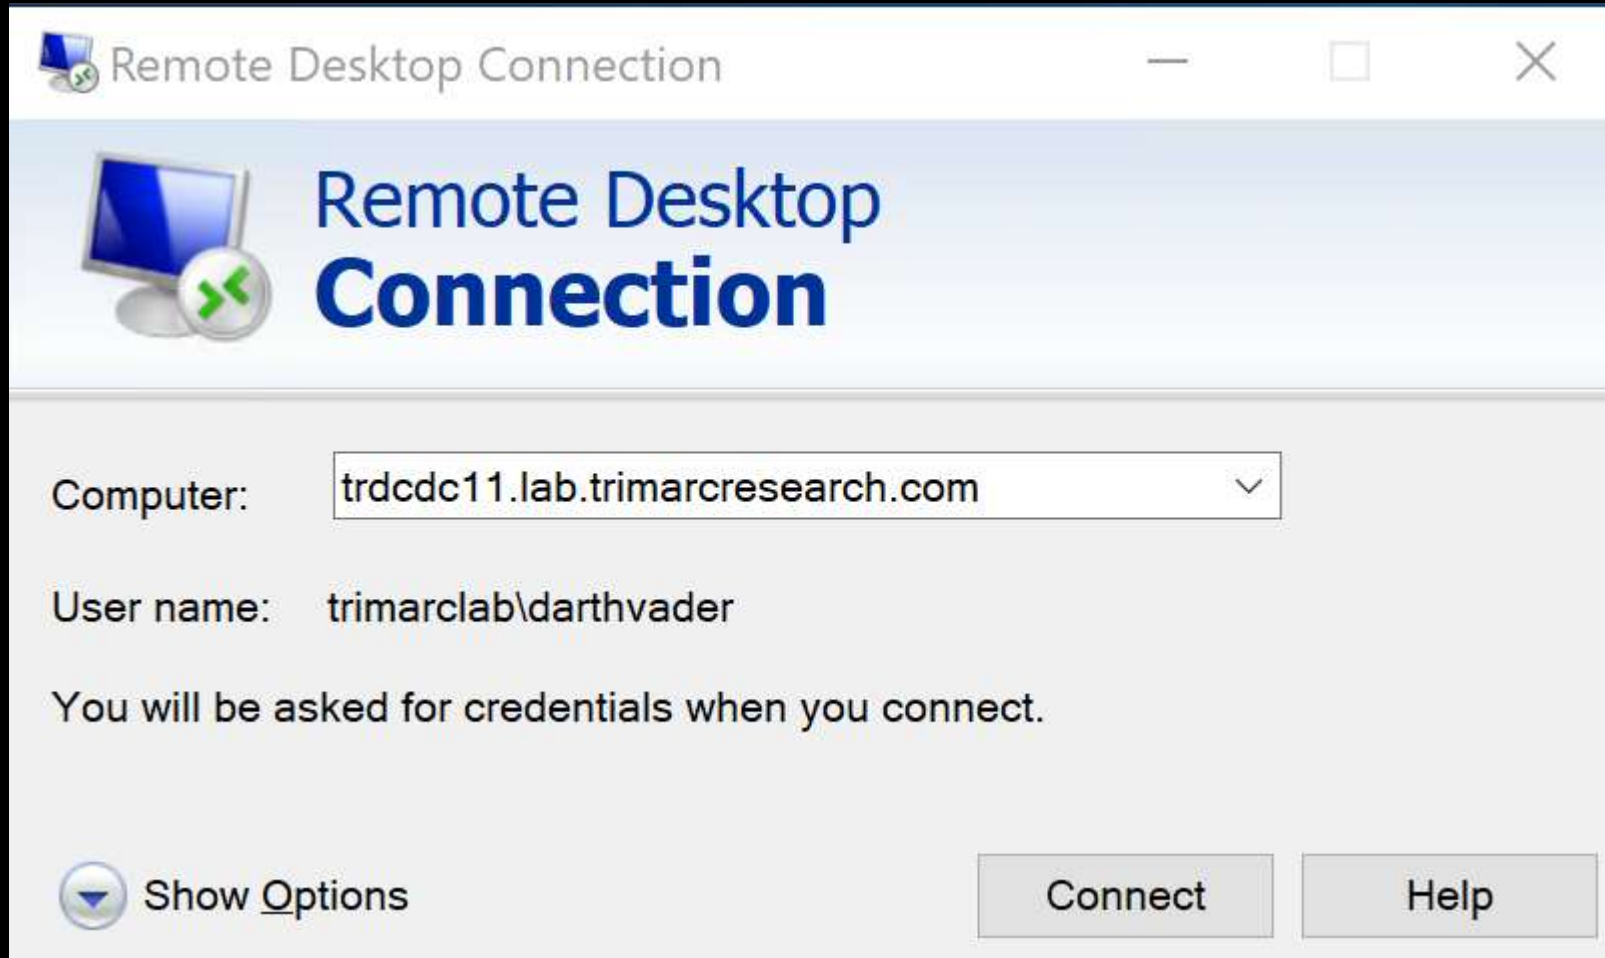 Remote Desktop Connection
Remote Desktop
Connection
Computer: trdcdc11.lab.trimarcresearch.com
User name: trimarclab\darthvader
You will be asked for credentials when you connect.
Show Options Connect Help